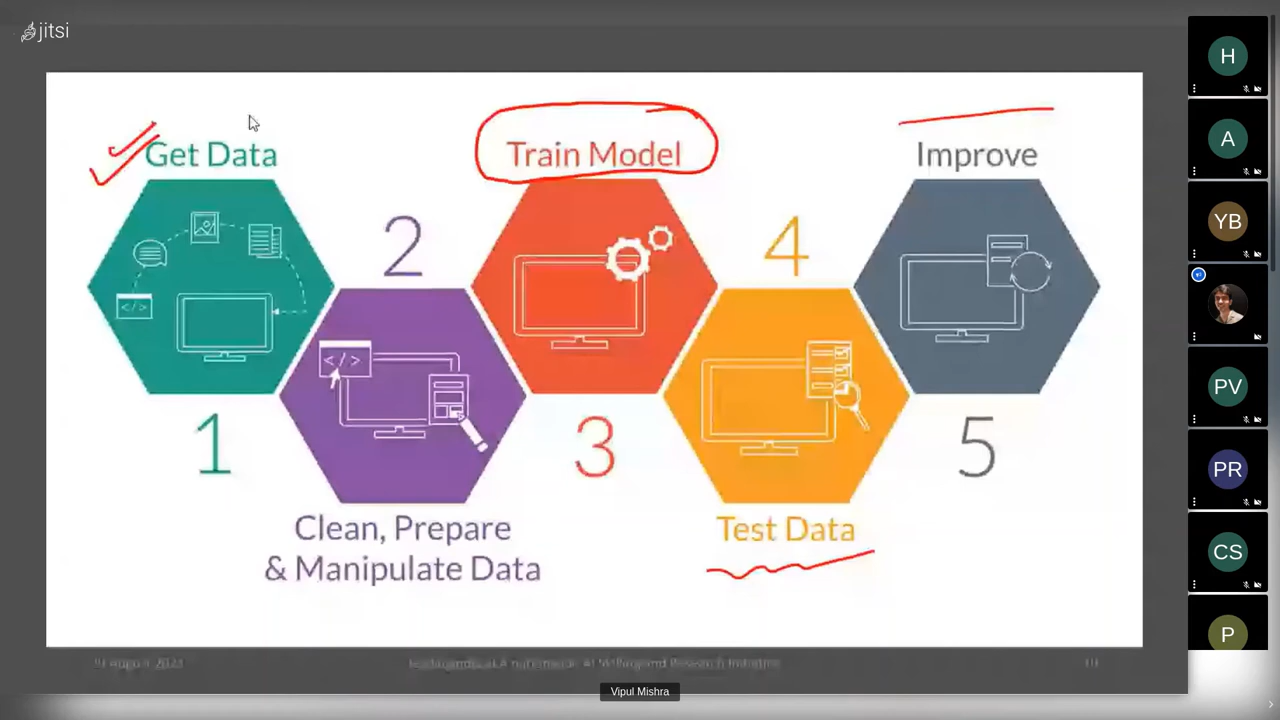 jitsi
Get Data
Train Model
Improve
2
4
</>
</>
1
3
5
Clean, Prepare
& Manipulate Data
Test Data
Vipul Mishra
H
A
YB
PV
PR
CS
P